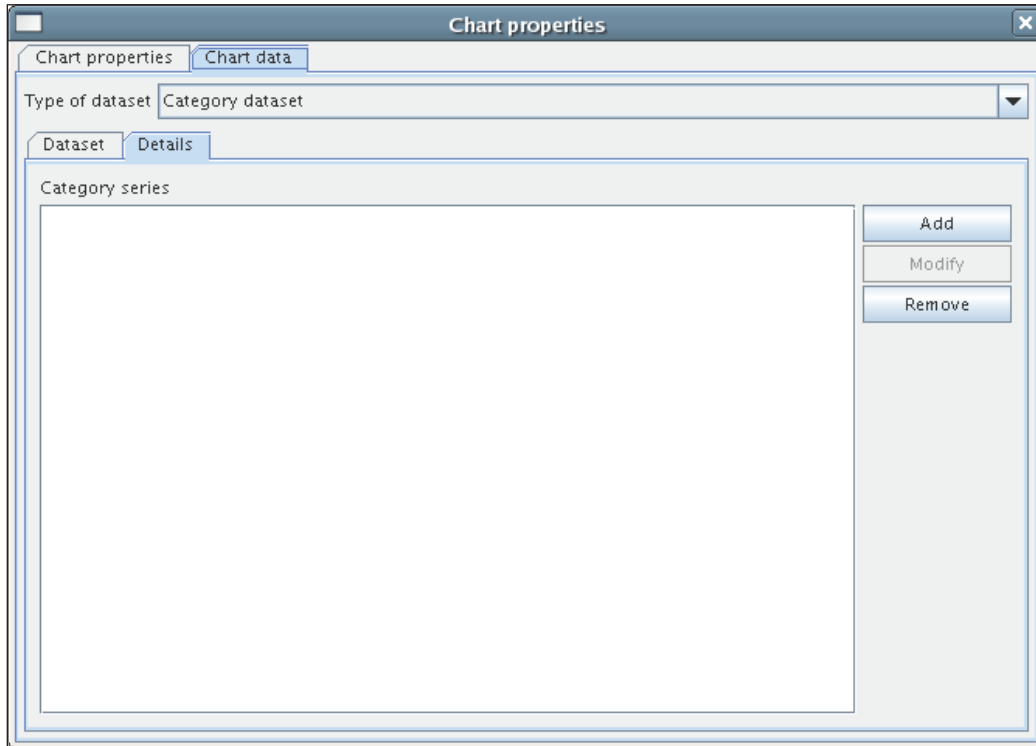 Chart properties
Chart properties Chart data
Type of dataset Category dataset
Dataset Details
Category series
Add
Modify
Remove